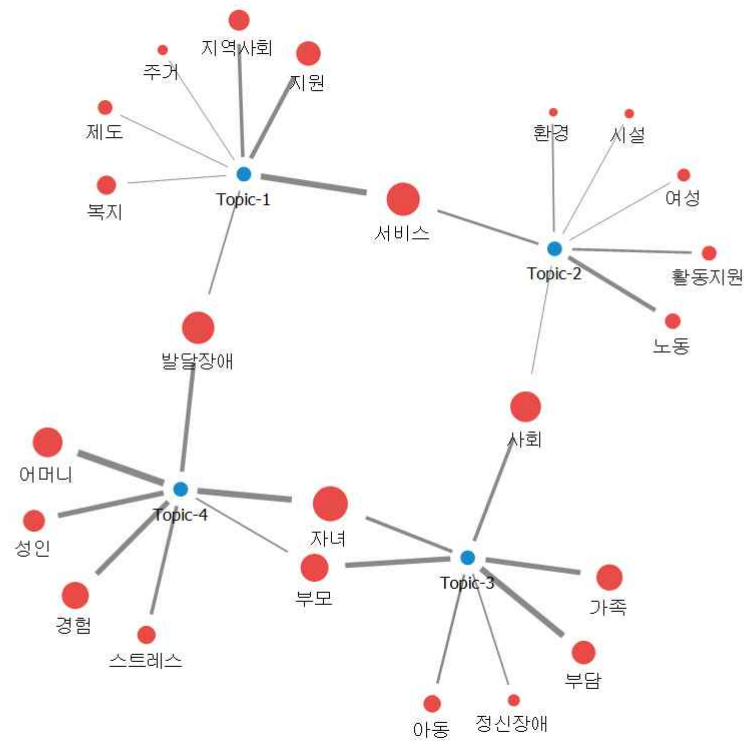 지역사회
지원
주거
제도
복지
Topic-1
서비스
환경
시설
여성
Topic-2
활동지원
노동
발달장애
사회
어머니
Topic-4
성인
자녀
Topic-3
부모
가족
경험
스트레스
부담
아동
정신장애